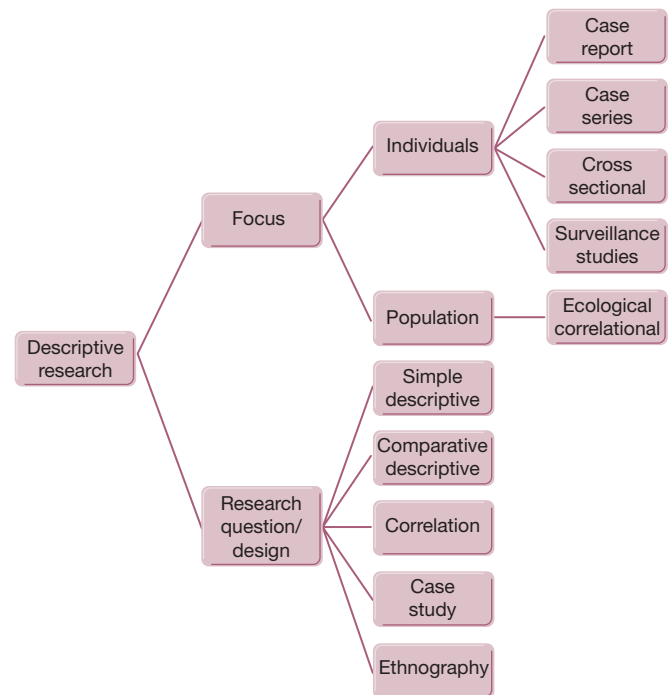 Case
report
Case
series
Individuals
Cross
sectional
Focus
Surveillance
studies
Population
Ecological
correlational
Descriptive
research
Simple
descriptive
Comparative
descriptive
Research
question/
design
Correlation
Case
study
Ethnography